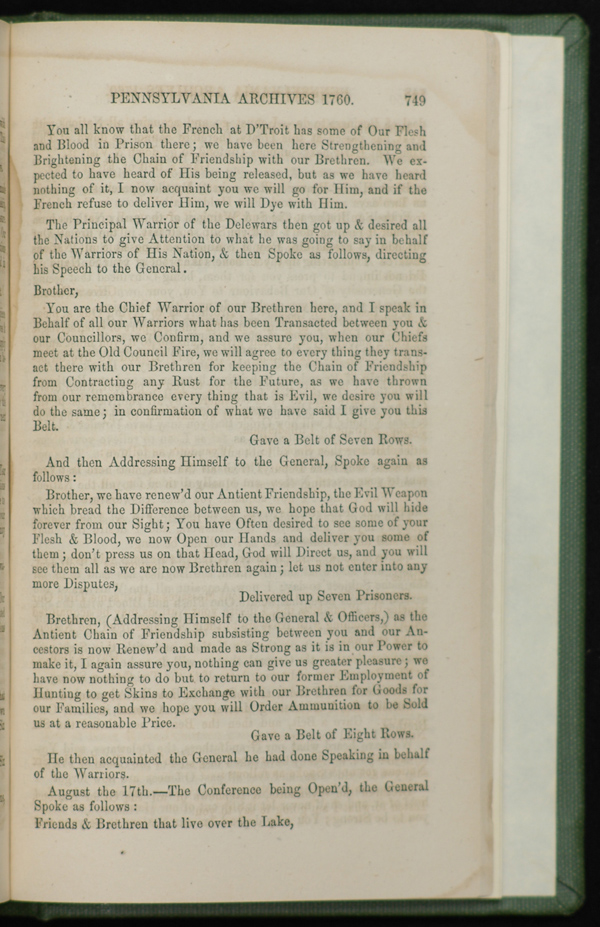 PENNSYLVANIA ARCHIVES 1760. 749
You all know that the French at D'Troit has some of Our Flesh
and Blood in Prison there; we have been here Strengthening and
Brightening the Chain of Friendship with our Brethren. We ex-
pected to have heard of His being released, but as we have heard
nothing of it, I now acquaint you we will go for Him, and if the
French refuse to deliver Him, we will Dye with Him.
The Principal Warrior of the Delewars then got up & desired all
the Nations to give Attention to what he was going to say in behalf
of the Warriors of His Nation, & then Spoke as follows, directing
his Speech to the General.
Brother,
You are the Chief Warrior of our Brethren here, and I speak in
Behalf of all our Warriors what has been Transacted between you &
our Councillors, we Confirm, and we assure you, when our Chiefs
meet at the Old Council Fire, we will agree to every thing they trans-
act there with our Brethren for keeping the Chain of Friendship
from Contracting any Rust for the Future, as we have thrown
from our remembrance every thing that is Evil, we desire you will
do the same; in confirmation of what we have said I give you this
Belt.
Gave a Belt of Seven Rows.
And then Addressing Himself to the General, Spoke again as
follows:
Brother, we have renew'd our Antient Friendship, the Evil Weapon
which bread the Difference between us, we hope that God will hide
forever from our Sight; You have Often desired to see some of your
Flesh & Blood, we now Open our Hands and deliver you some of
them; don't press us on that Head, God will Direct us, and you will
see them all as we are now Brethren again; let us not enter into any
more Disputes,
Delivered up Seven Prisoners.
Brethren, (Addressing Himself to the General & Officers,) as the
Antient Chain of Friendship subsisting between you and our An-
cestors is now Renew'd and made as Strong as it is in our Power to
make it, I again assure you, nothing can give us greater pleasure; we
have now nothing to do but to return to our former Employment of
Hunting to get Skins to Exchange with our Brethren for Goods for
our Families, and we hope you will Order Ammunition to be Sold
us at a reasonable Price.
Gave a Belt of Eight Rows.
He then acquainted the General he had done Speaking in behalf
of the Warriors.
August the 17th.—The Conference being Open'd, the General
Spoke as follows:
Friends & Brethren that live over the Lake,